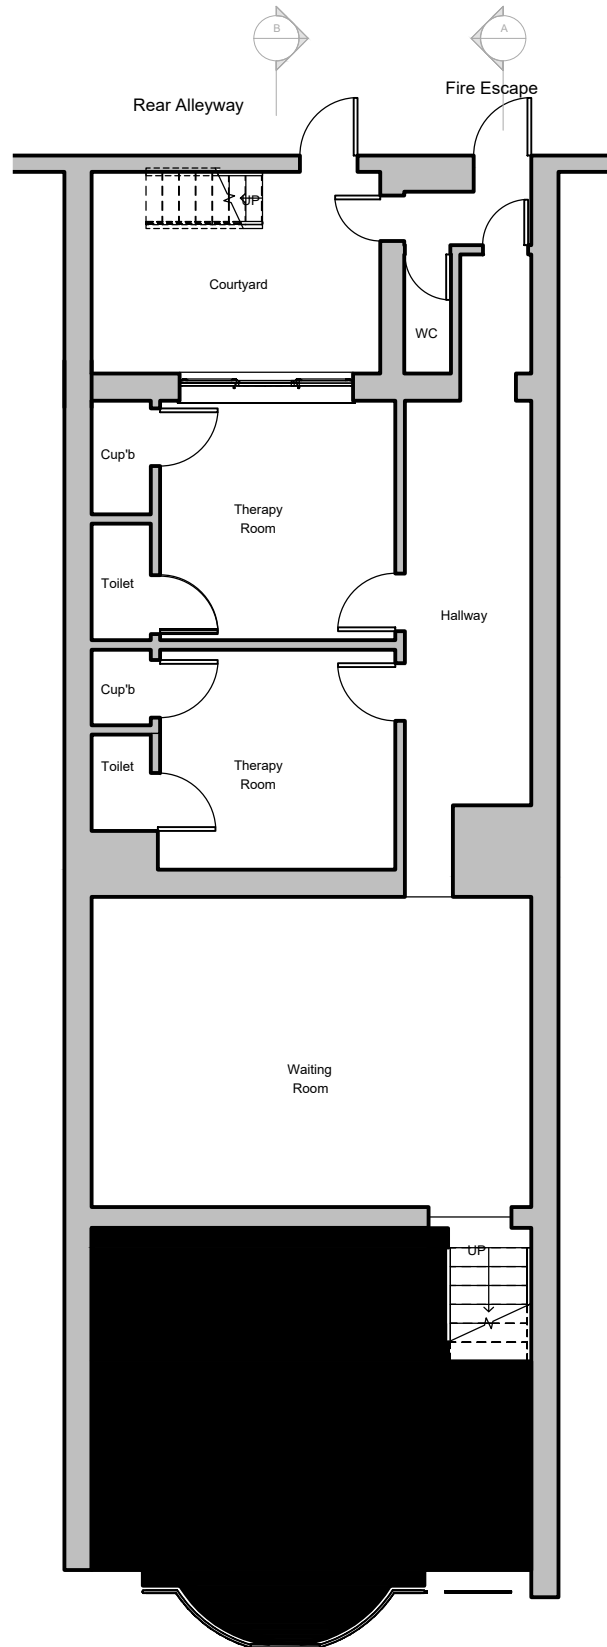 B
A
Fire Escape
Rear Alleyway
UP
Courtyard
WC
Cup'b
Therapy
Room
Toilet
Hallway
Cup'b
Toilet
Therapy
Room
Waiting
Room
UP